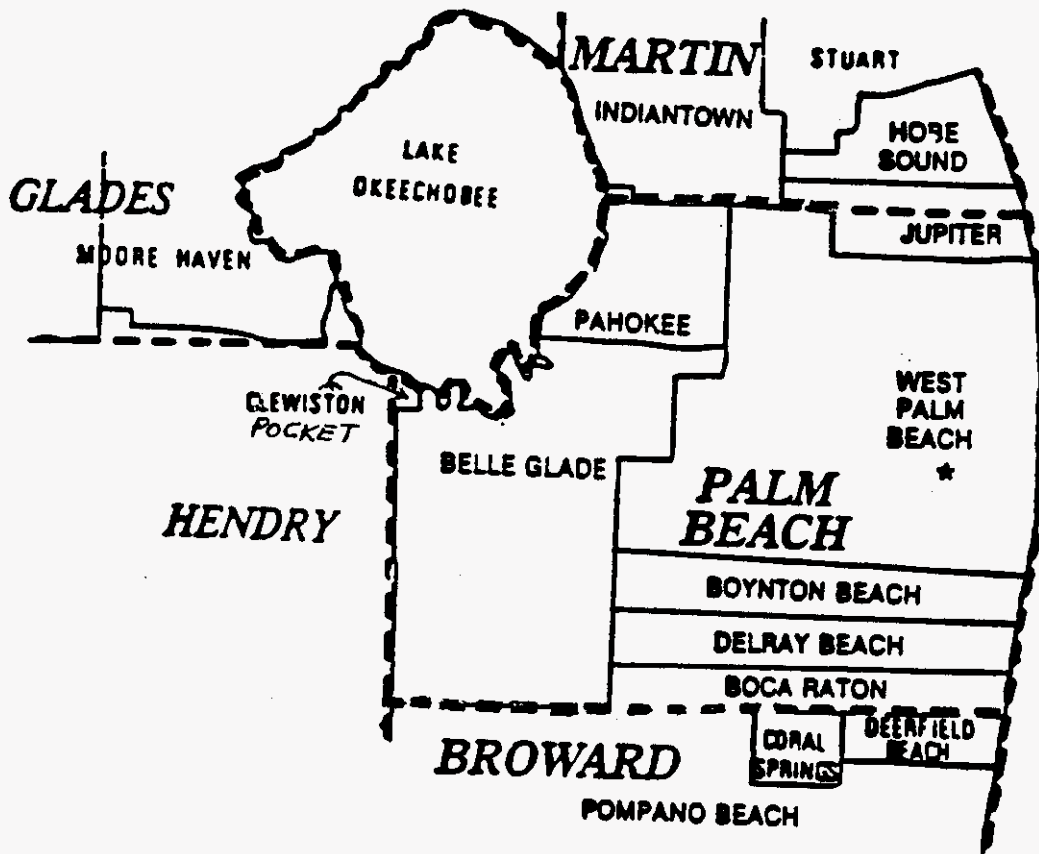 MARTIN
STUART
INDIANTOWN
HOBE
SOUND
LAKE
OKEECHOBEE
GLADES
JUPITER
MOORE HAVEN
PAHOKEE
WEST
PALM
BEACH
*
CLEWISTON
POCKET
BELLE GLADE
PALM
BEACH
HENDRY
BOYNTON BEACH
DELRAY BEACH
BOCA RATON
DEERFIELD
BEACH
CORAL
SPRINGS
BROWARD
POMPANO BEACH